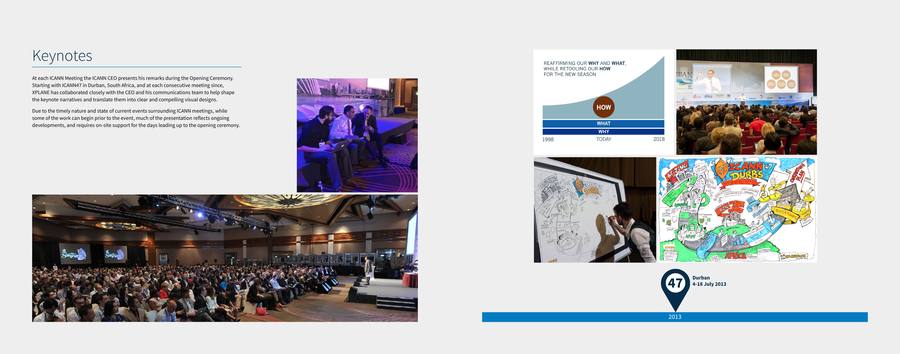 Keynotes
At each ICANN Meeting the ICANN CEO presents his remarks during the Opening Ceremony.
Starting with ICANN47 in Durban, South Africa, and at each consecutive meeting since,
XPLANE has collaborated closely with the CEO and his communications team to help shape
the keynote narratives and translate them into clear and compelling visual designs.
Due to the timely nature and state of current events surrounding ICANN meetings, while
some of the work can begin prior to the event, much of the presentation reflects ongoing
developments, and requires on-site support for the days leading up to the opening ceremony.
REAFFIRMING OUR WHY AND WHAT,
WHILE RETOOLING OUR HOW
FOR THE NEW SEASON
HOW
WHAT
WHY
1998 TODAY 2018
ICANN
DURBS
AFRICA
47
Durban
4-18 July 2013
2013